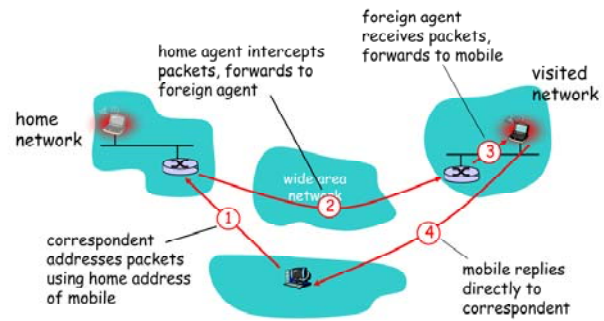 foreign agent
receives packets,
forwards to mobile
home agent intercepts
packets, forwards to
foreign agent
visited
network
home
network
3
wide area
network
2
1
4
correspondent
addresses packets
using home address
of mobile
mobile replies
directly to
correspondent